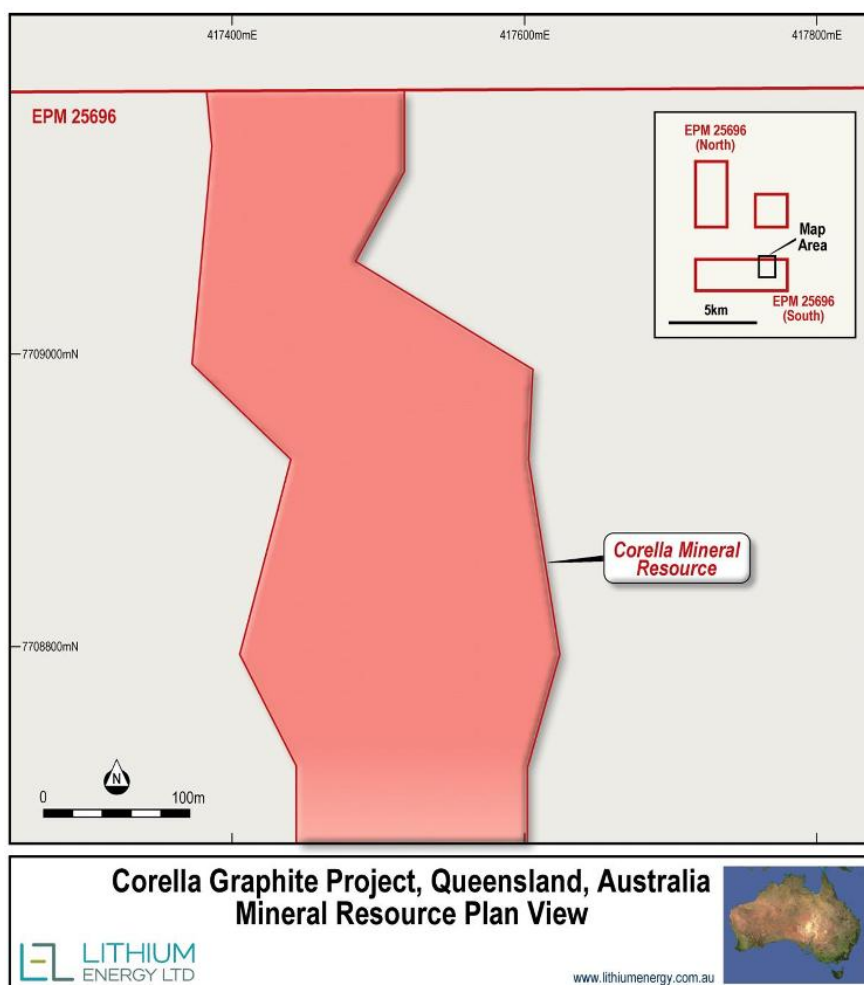 417400mE
417600mE
417800mE
EPM 25696
EPM 25696
(North)
Map
Area
EPM 25696
(South)
5km
7709000mN
Corella Mineral
Resource
7708800mN
N
0
100m
Corella Graphite Project, Queensland, Australia
Mineral Resource Plan View
LITHIUM
ENERGY LTD
www.lithiumenergy.com.au